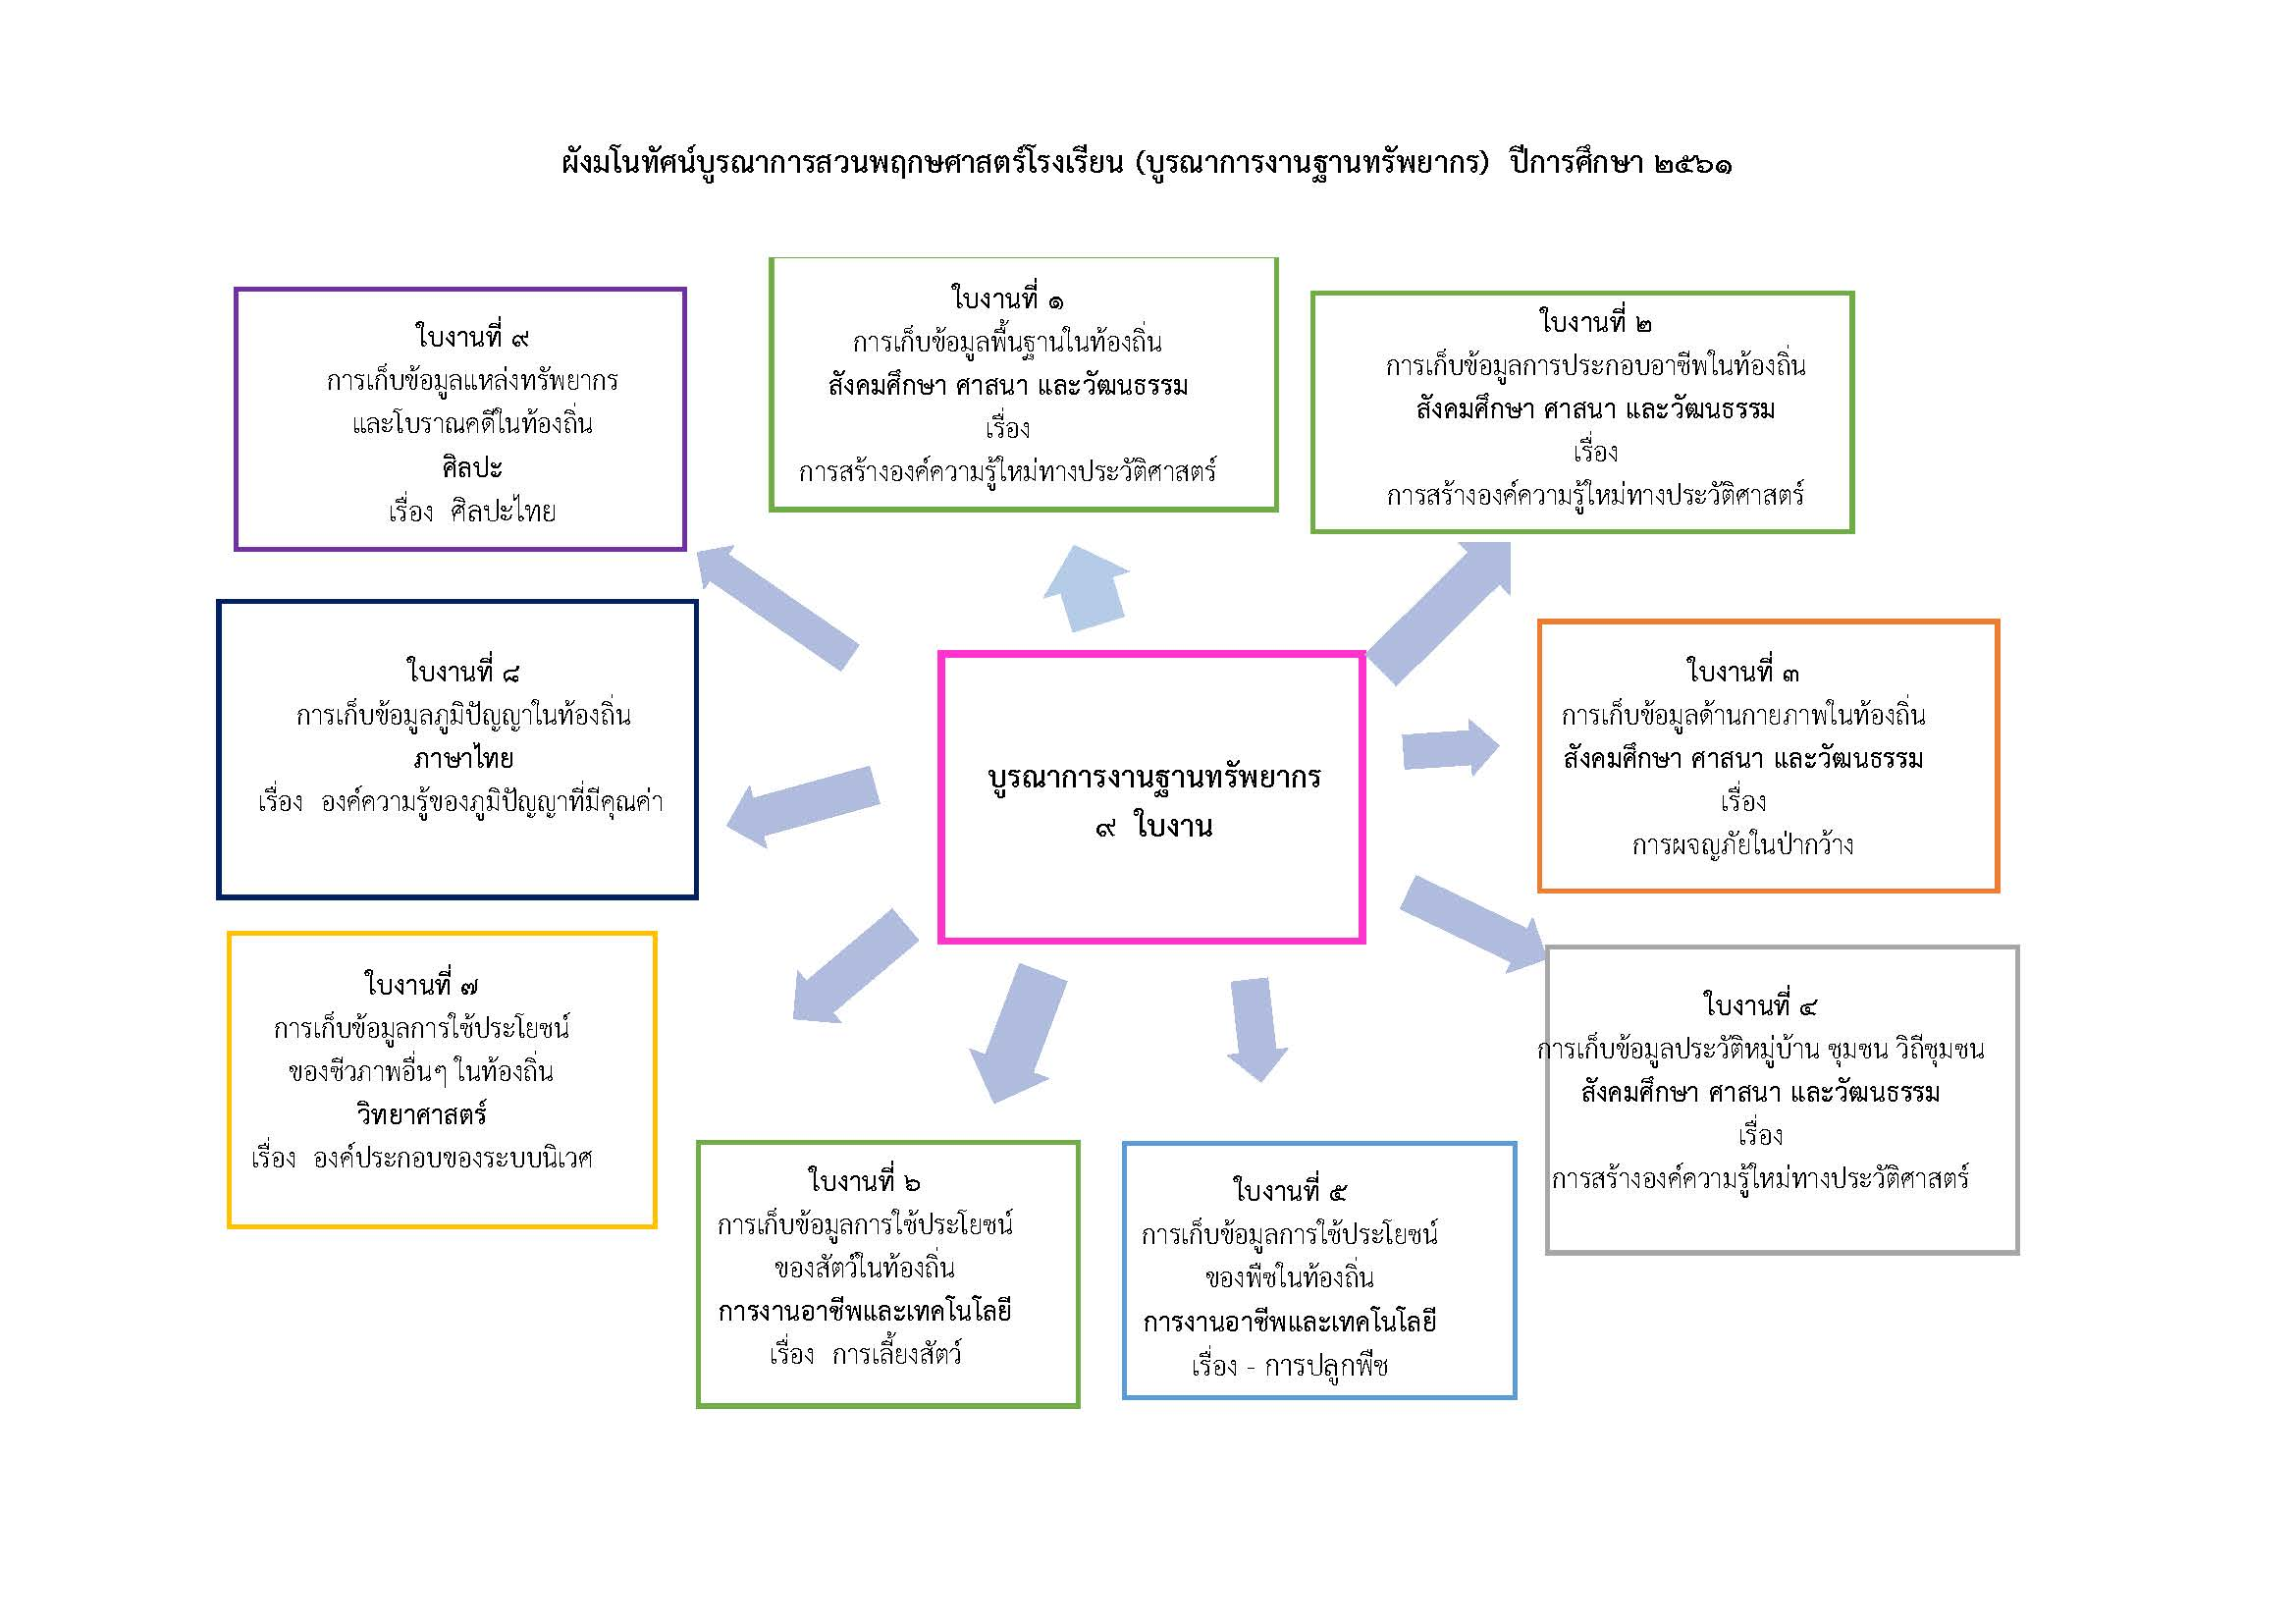 ผังมโนทัศน์บูรณาการสวนพฤกษศาสตร์โรงเรียน (บูรณาการงานฐานทรัพยากร) ปีการศึกษา ๒๕๖๑
ใบงานที่ ๑
การเก็บข้อมูลพื้นฐานในท้องถิ่น
สังคมศึกษา ศาสนา และวัฒนธรรม
เรื่อง
การสร้างองค์ความรู้ใหม่ทางประวัติศาสตร์
ใบงานที่ ๒
การเก็บข้อมูลการประกอบอาชีพในท้องถิ่น
สังคมศึกษา ศาสนา และวัฒนธรรม
เรื่อง
การสร้างองค์ความรู้ใหม่ทางประวัติศาสตร์
ใบงานที่ ๓
การเก็บข้อมูลด้านกายภาพในท้องถิ่น
สังคมศึกษา ศาสนา และวัฒนธรรม
เรื่อง
การผจญภัยในป่ากว้าง
ใบงานที่ ๔
การเก็บข้อมูลประวัติหมู่บ้าน ชุมชน วิถีชุมชน
สังคมศึกษา ศาสนา และวัฒนธรรม
เรื่อง
การสร้างองค์ความรู้ใหม่ทางประวัติศาสตร์
ใบงานที่ ๕
การเก็บข้อมูลการใช้ประโยชน์
ของพืชในท้องถิ่น
การงานอาชีพและเทคโนโลยี
เรื่อง - การปลูกพืช
ใบงานที่ ๖
การเก็บข้อมูลการใช้ประโยชน์
ของสัตว์ในท้องถิ่น
การงานอาชีพและเทคโนโลยี
เรื่อง การเลี้ยงสัตว์
ใบงานที่ ๗
การเก็บข้อมูลการใช้ประโยชน์
ของชีวภาพอื่นๆ ในท้องถิ่น
วิทยาศาสตร์
เรื่อง องค์ประกอบของระบบนิเวศ
ใบงานที่ ๘
การเก็บข้อมูลภูมิปัญญาในท้องถิ่น
ภาษาไทย
เรื่อง องค์ความรู้ของภูมิปัญญาที่มีคุณค่า
ใบงานที่ ๙
การเก็บข้อมูลแหล่งทรัพยากร
และโบราณคดีในท้องถิ่น
ศิลปะ
เรื่อง ศิลปะไทย
บูรณาการงานฐานทรัพยากร
๙ ใบงาน